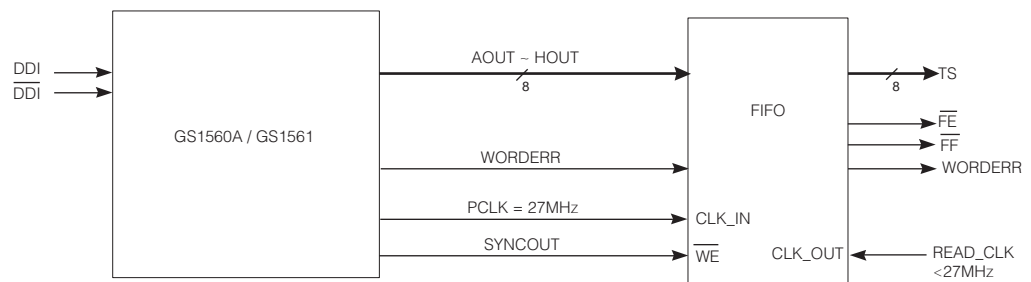 DDI
DDI
GS1560A / GS1561
AOUT ~ HOUT
8
WORDERR
PCLK = 27MHz
SYNCOUT
FIFO
CLK_IN
WE
CLK_OUT
8
TS
FE
FF
WORDERR
READ_CLK
<27MHz